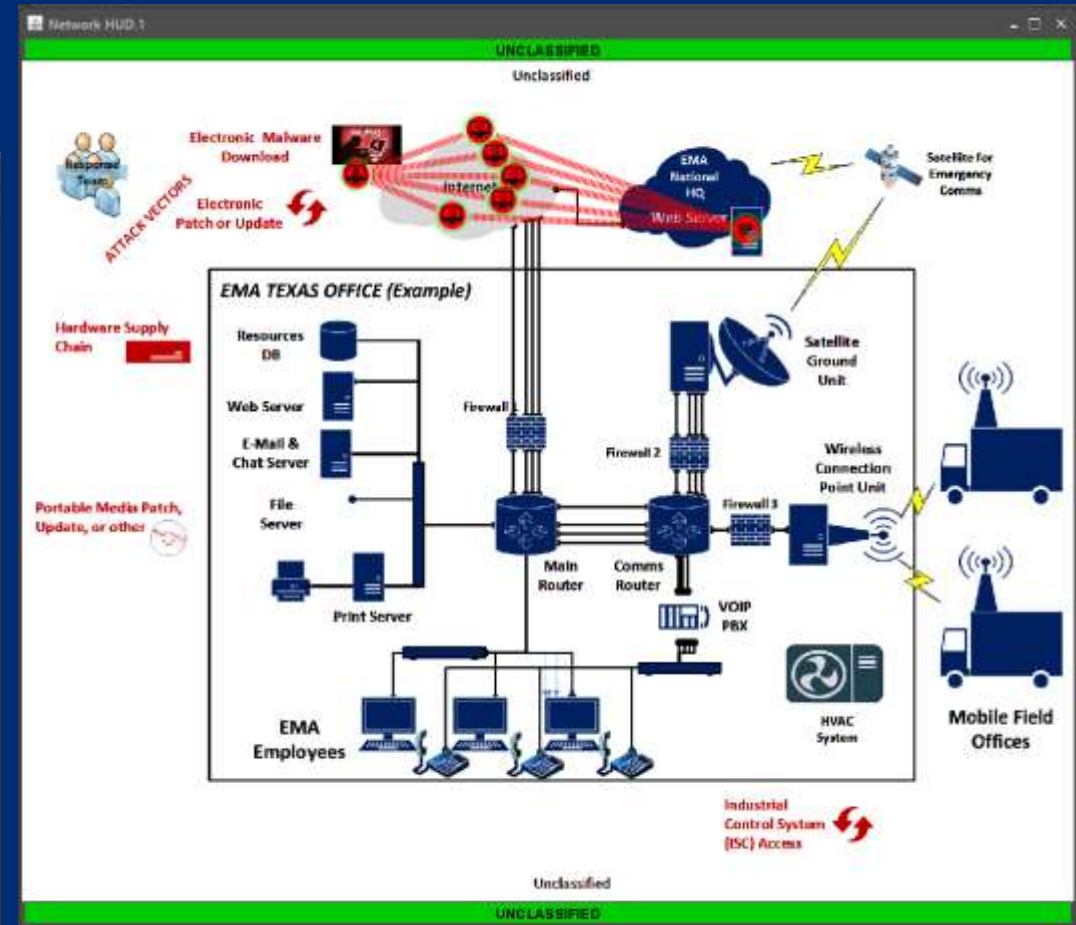 Network HUD.1
UNCLASSIFIED
Unclassified
Response
Team
ATTACK VECTORS
Electronic Malware
Download
Electronic
Patch or Update
Internet
EMA
National
HQ
Web Server
Satellite for
Emergency
Comms
EMA TEXAS OFFICE (Example)
Hardware Supply
Chain
Resources
DB
Web Server
E-Mail &
Chat Server
File
Server
Print Server
Portable Media Patch,
Update, or other
Firewall 1
Firewall 2
Firewall 3
Satellite
Ground
Unit
Wireless
Connection
Point Unit
Main
Router
Comms
Router
VOIP
PBX
EMA
Employees
HVAC
System
Mobile Field
Offices
Industrial
Control System
(ISC) Access
Unclassified
UNCLASSIFIED